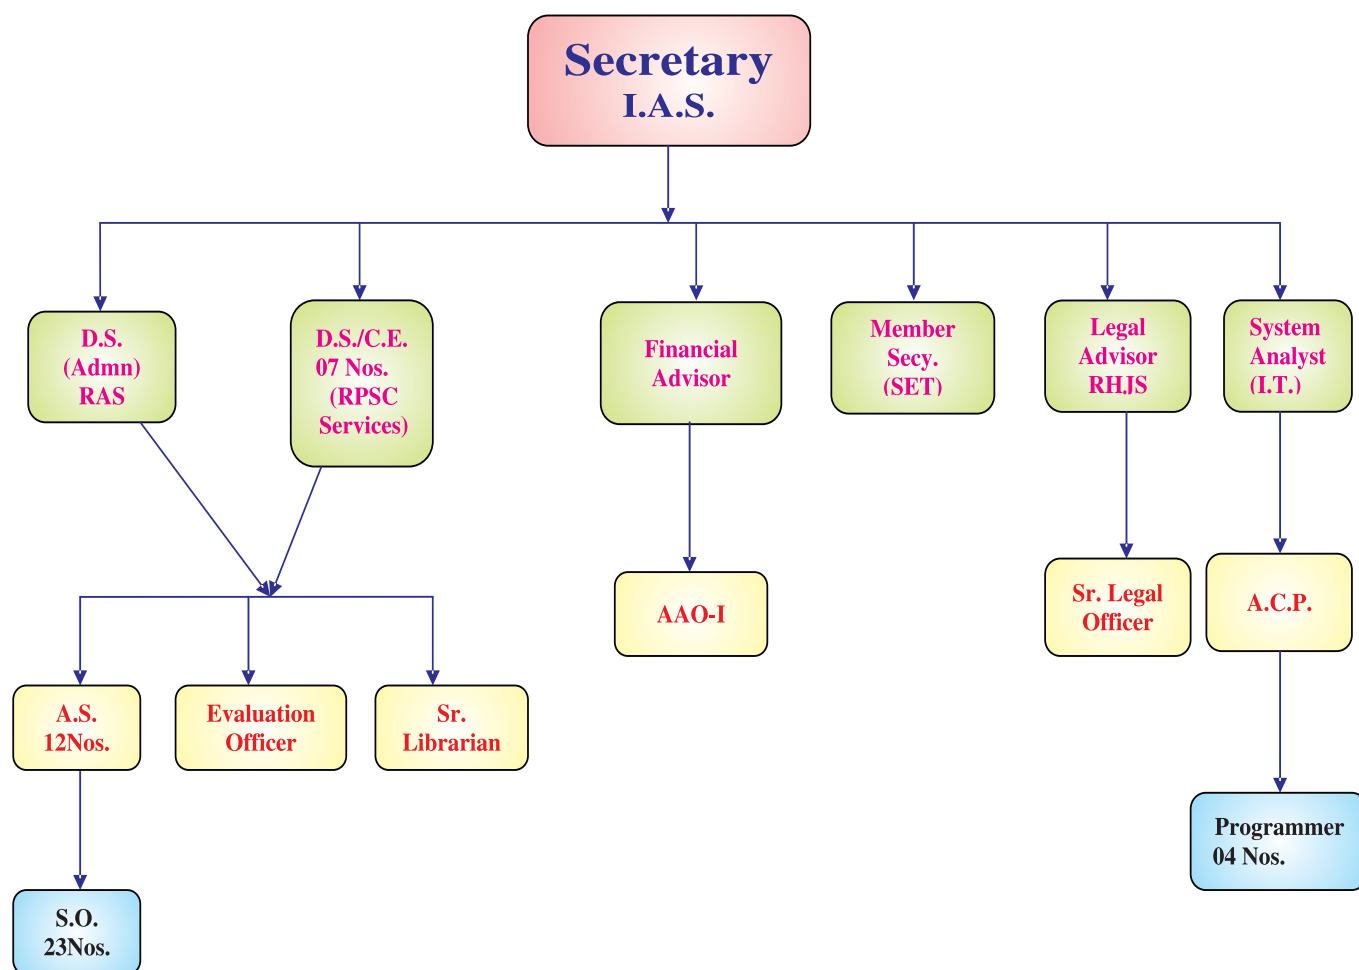 Secretary
I.A.S.
D.S.
(Admn)
RAS
D.S./C.E.
07 Nos.
(RPSC
Services)
Financial
Advisor
Member
Secy.
(SET)
Legal
Advisor
RHJS
System
Analyst
(I.T.)
AAO-I
Sr. Legal
Officer
A.C.P.
A.S.
12Nos.
Evaluation
Officer
Sr.
Librarian
Programmer
04 Nos.
S.O.
23Nos.